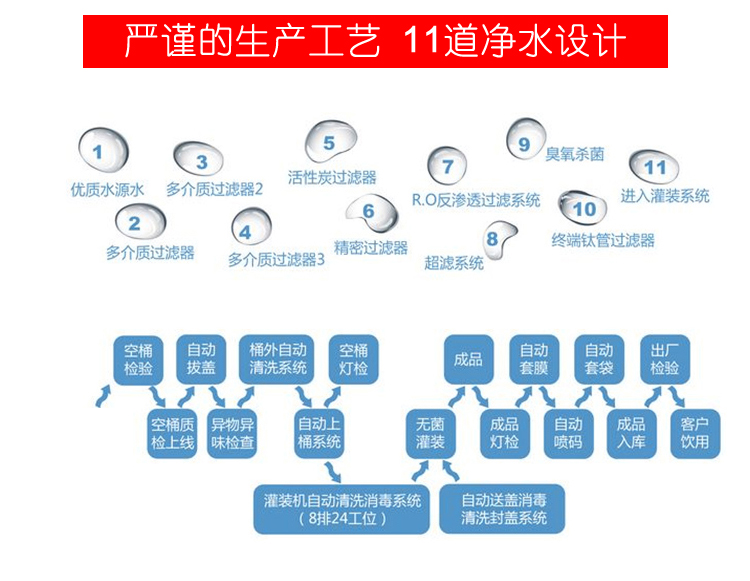 严谨的生产工艺 11道净水设计
1
优质水源水
2
多介质过滤器
3
多介质过滤器2
4
多介质过滤器3
5
活性炭过滤器
6
精密过滤器
7
R.O反渗透过滤系统
8
超滤系统
9
臭氧杀菌
10
终端钛管过滤器
11
进入灌装系统
空桶
检验
空桶质
检上线
自动
拔盖
异物异
味检查
桶外自动
清洗系统
自动上
桶系统
空桶
灯检
灌装机自动清洗消毒系统
（8排24工位）
无菌
灌装
自动送盖消毒
清洗封盖系统
成品
成品
灯检
自动
套膜
自动
喷码
自动
套袋
成品
入库
出厂
检验
客户
饮用